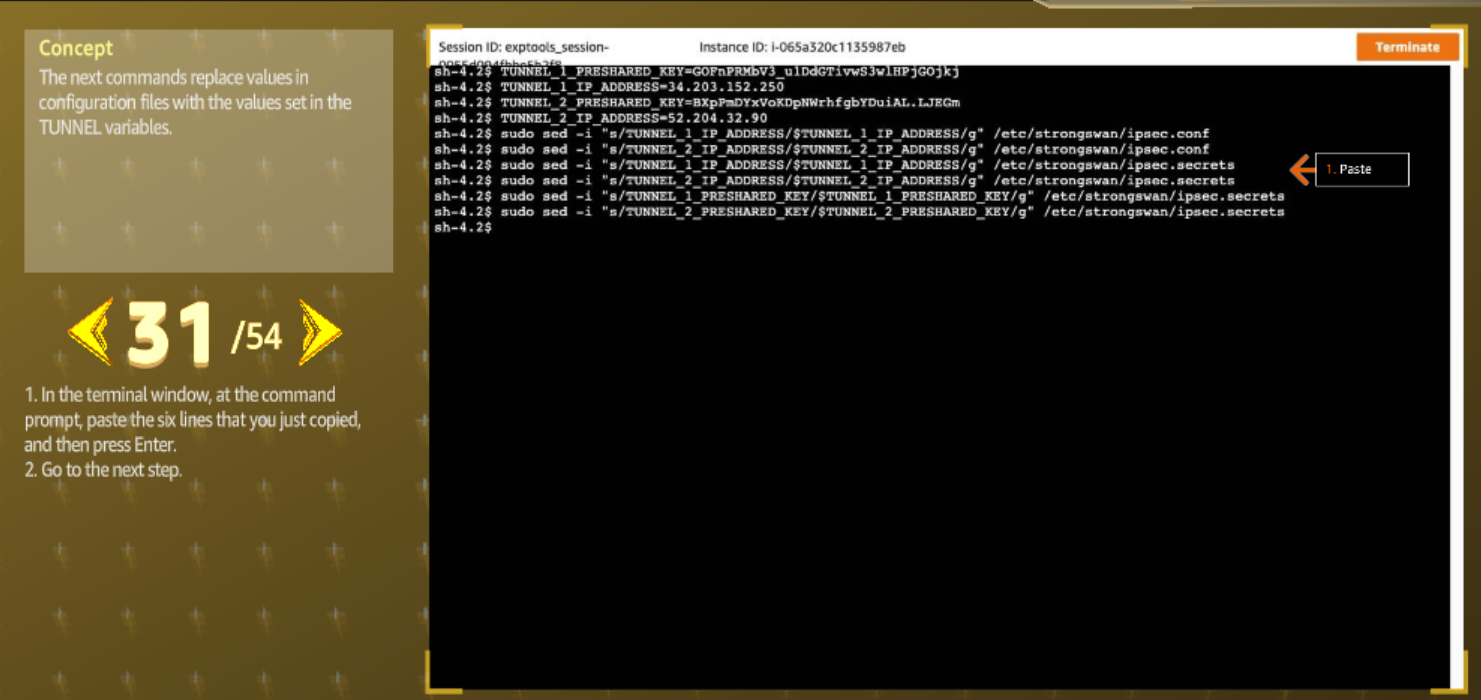 Concept
The next commands replace values in
configuration files with the values set in the
TUNNEL variables.
31 /54
1. In the terminal window, at the command
prompt, paste the six lines that you just copied,
and then press Enter.
2. Go to the next step.
Session ID: exptools_session-
Instance ID: i-065a320c1135987eb
Terminate
sh-4.2$ TUNNEL_1_PRESHARED_KEY=GOFnPRMbV3_u1DdGTivwS3wlHPjGOjkj
sh-4.2$ TUNNEL_1_IP_ADDRESS=34.203.152.250
sh-4.2$ TUNNEL_2_PRESHARED_KEY=BXpPmDYxVoKDpNWrhfgbYDuiAL.LJEGm
sh-4.2$ TUNNEL_2_IP_ADDRESS=52.204.32.90
sh-4.2$ sudo sed -i "s/TUNNEL_1_IP_ADDRESS/$TUNNEL_1_IP_ADDRESS/g" /etc/strongswan/ipsec.conf
sh-4.2$ sudo sed -i "s/TUNNEL_2_IP_ADDRESS/$TUNNEL_2_IP_ADDRESS/g" /etc/strongswan/ipsec.conf
sh-4.2$ sudo sed -i "s/TUNNEL_1_IP_ADDRESS/$TUNNEL_1_IP_ADDRESS/g" /etc/strongswan/ipsec.secrets
sh-4.2$ sudo sed -i "s/TUNNEL_2_IP_ADDRESS/$TUNNEL_2_IP_ADDRESS/g" /etc/strongswan/ipsec.secrets
sh-4.2$ sudo sed -i "s/TUNNEL_1_PRESHARED_KEY/$TUNNEL_1_PRESHARED_KEY/g" /etc/strongswan/ipsec.secrets
sh-4.2$ sudo sed -i "s/TUNNEL_2_PRESHARED_KEY/$TUNNEL_2_PRESHARED_KEY/g" /etc/strongswan/ipsec.secrets
sh-4.2$
1. Paste